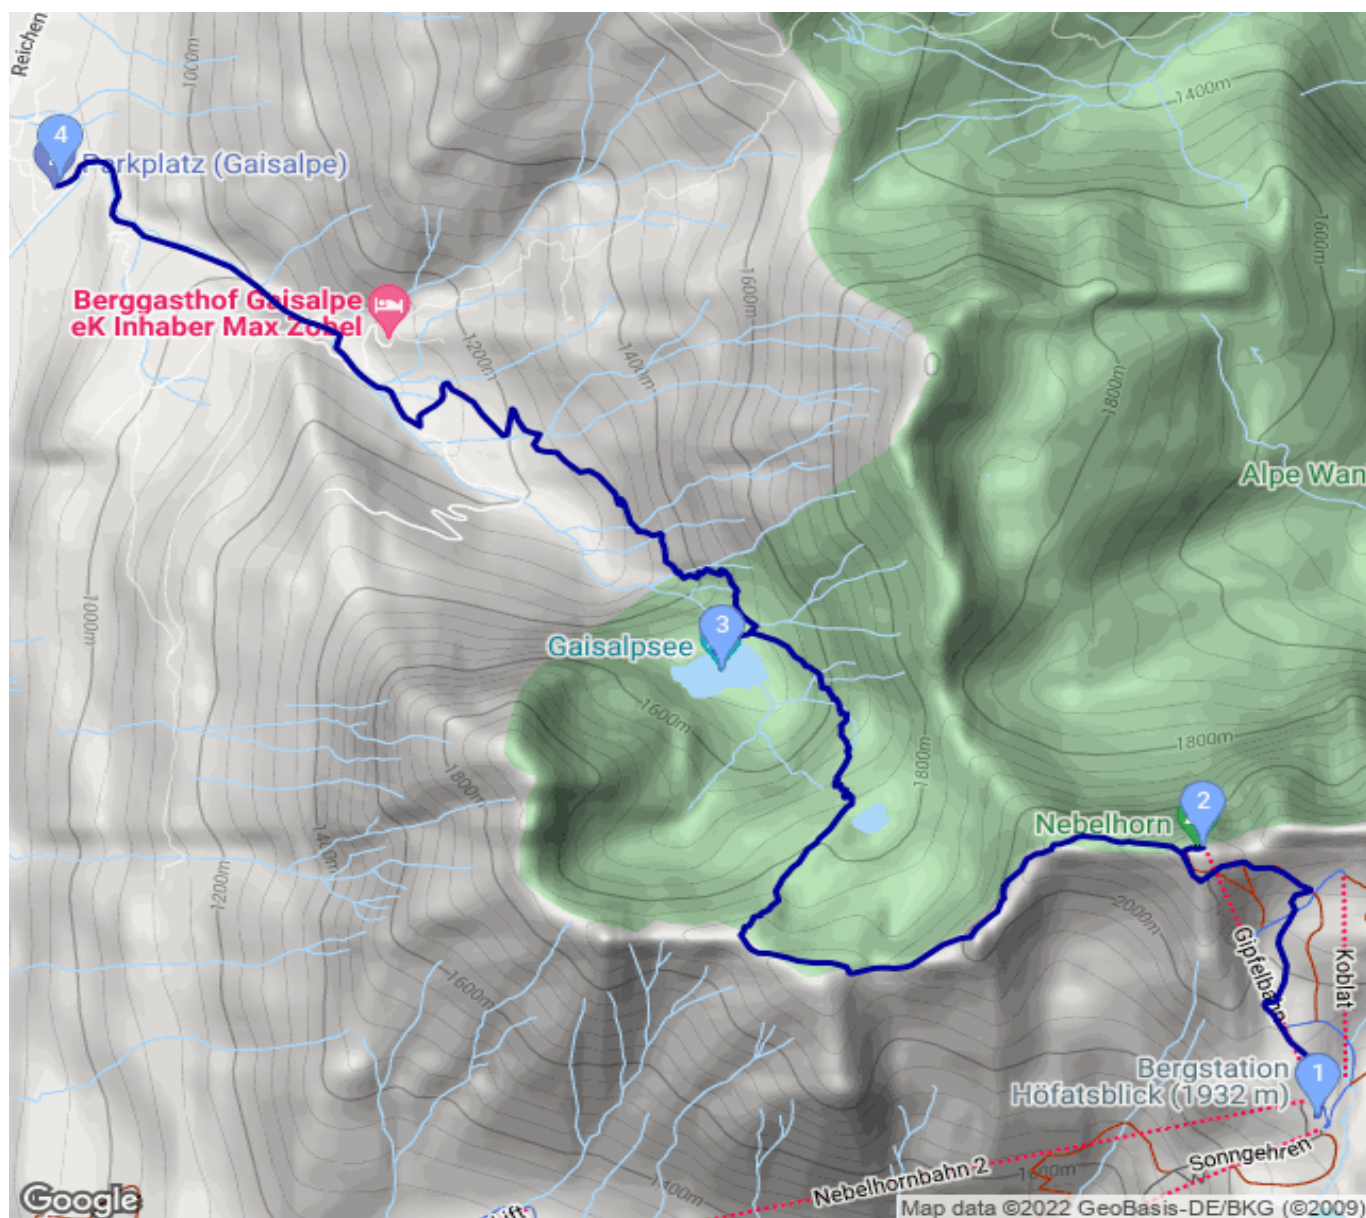 Reichen
1000m
1400m
4
Parkplatz (Gaisalpe)
1600m
Berggasthof Gaisalpe
eK Inhaber Max Zobel
1600m
1200m
1400m
1800m
Alpe Wan
1000m
3
Gaisalpsee
1600m
1800m
1800m
1800m
2
Nebelhorn
1400m
1200m
2000m
Gipfelbahn
Koblat
1600m
Bergstation
Höfatsblick (1932 m)
1
Sonngehren
Nebelhornbahn 2
1600m
1400m
Google
Lift
Map data ©2022 GeoBasis-DE/BKG (©2009)